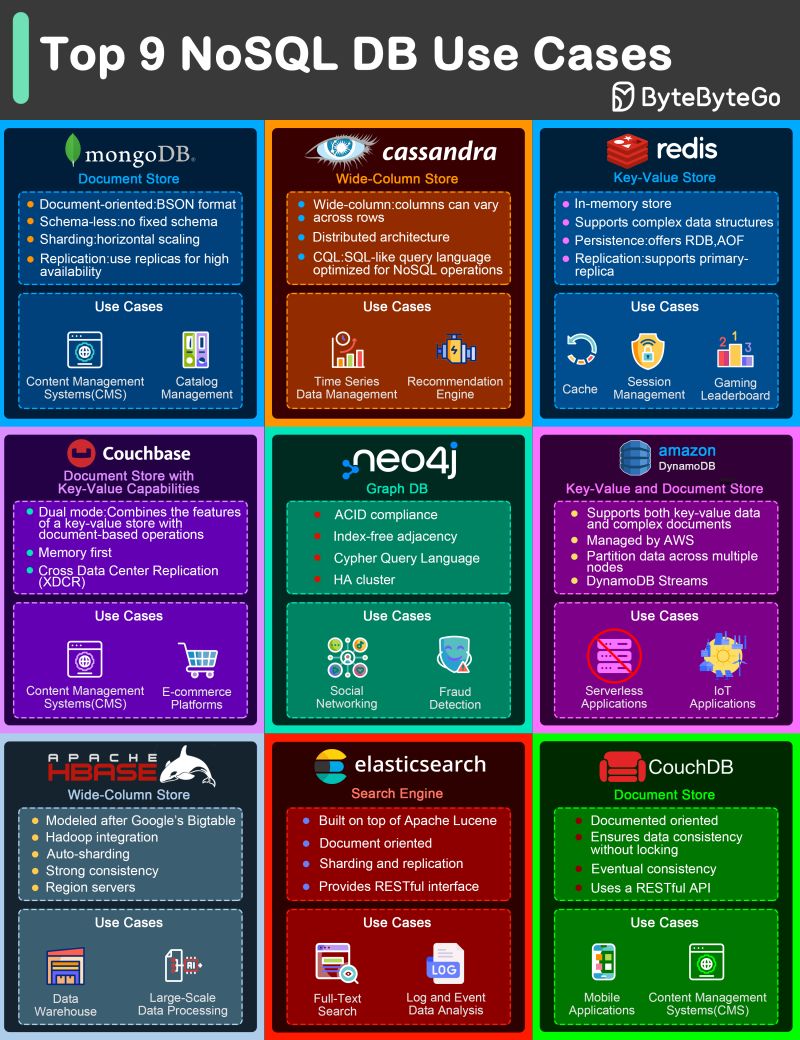 Top 9 NoSQL DB Use Cases
ByteByteGo
mongoDB®
Document Store
Document-oriented:BSON format
Schema-less:no fixed schema
Sharding:horizontal scaling
Replication:use replicas for high
availability
Use Cases
Content Management
Systems(CMS)
Catalog
Management
cassandra
Wide-Column Store
Wide-column:columns can vary
across rows
Distributed architecture
CQL:SQL-like query language
optimized for NoSQL operations
Use Cases
Time Series
Data Management
Recommendation
Engine
redis
Key-Value Store
In-memory store
Supports complex data structures
Persistence:offers RDB,AOF
Replication:supports primary-
replica
Use Cases
Cache
Session
Management
2 1 3
Gaming
Leaderboard
Couchbase
Document Store with
Key-Value Capabilities
Dual mode:Combines the features
of a key-value store with
document-based operations
Memory first
Cross Data Center Replication
(XDCR)
Use Cases
Content Management
Systems(CMS)
E-commerce
Platforms
neo4j
Graph DB
ACID compliance
Index-free adjacency
Cypher Query Language
HA cluster
Use Cases
Social
Networking
Fraud
Detection
amazon
DynamoDB
Key-Value and Document Store
Supports both key-value data
and complex documents
Managed by AWS
Partition data across multiple
nodes
DynamoDB Streams
Use Cases
Serverless
Applications
IoT
Applications
APACHE
HBASE
Wide-Column Store
Modeled after Google's Bigtable
Hadoop integration
Auto-sharding
Strong consistency
Region servers
Use Cases
Data
Warehouse
AI
Large-Scale
Data Processing
elasticsearch
Search Engine
Built on top of Apache Lucene
Document oriented
Sharding and replication
Provides RESTful interface
Use Cases
Full-Text
Search
LOG
Log and Event
Data Analysis
CouchDB
Document Store
Documented oriented
Ensures data consistency
without locking
Eventual consistency
Uses a RESTful API
Use Cases
Mobile
Applications
Content Management
Systems(CMS)